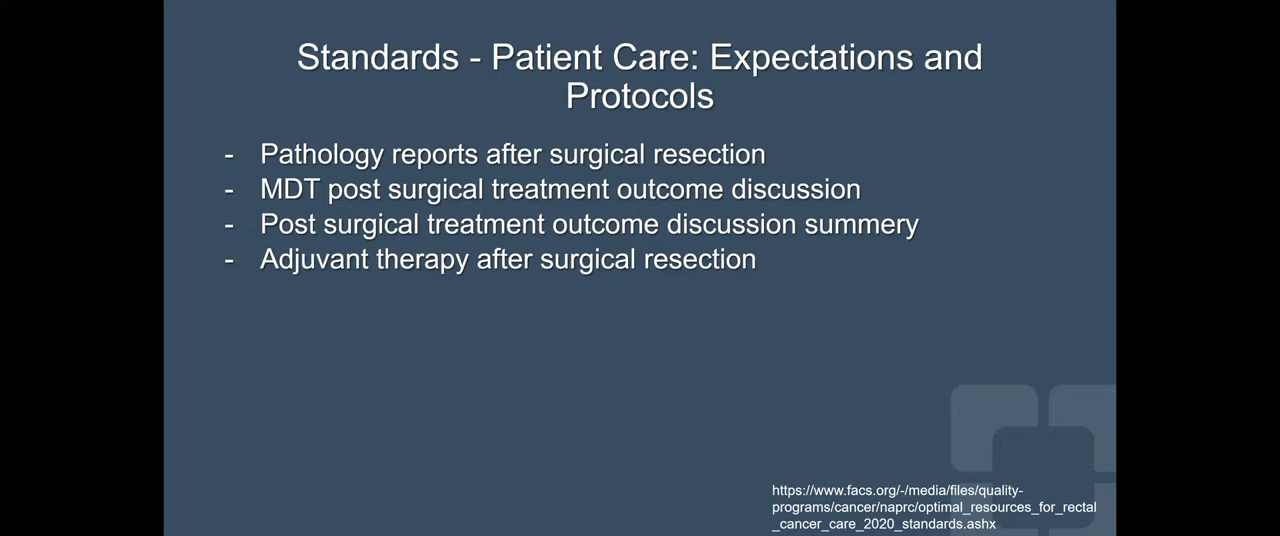 Standards - Patient Care: Expectations and
Protocols
- Pathology reports after surgical resection
- MDT post surgical treatment outcome discussion
- Post surgical treatment outcome discussion summery
- Adjuvant therapy after surgical resection
https://www.facs.org/-/media/files/quality-
programs/cancer/naprc/optimal_resources_for_rectal
_cancer_care_2020_standards.ashx